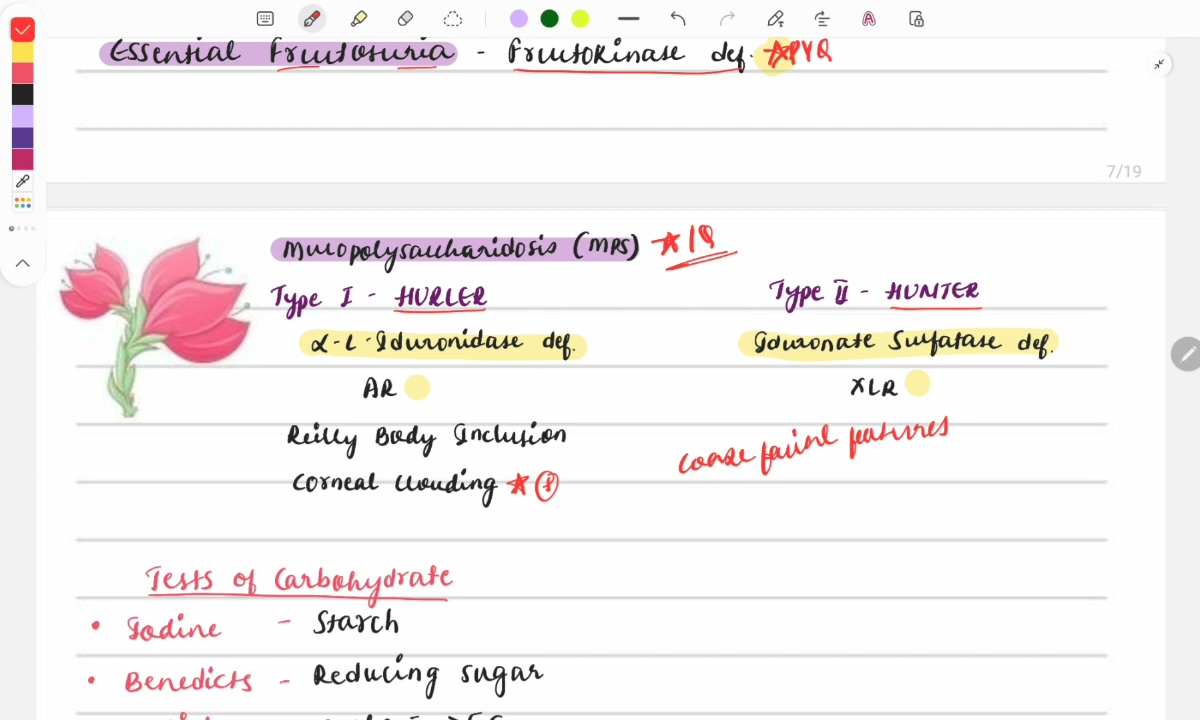 Essential Fructosuria - Fructokinase def. ★PYQ
7/19
Mucopolysaccharidosis (MPS) ★1Q
Type I - HURLER
α-L-Iduronidase def.
AR
Reilly Body Inclusion
Corneal Clouding ★
Type II - HUNTER
Iduronate Sulfatase def.
XLR
coarse facial features
Tests of Carbohydrate
• Iodine - Starch
• Benedicts - Reducing sugar